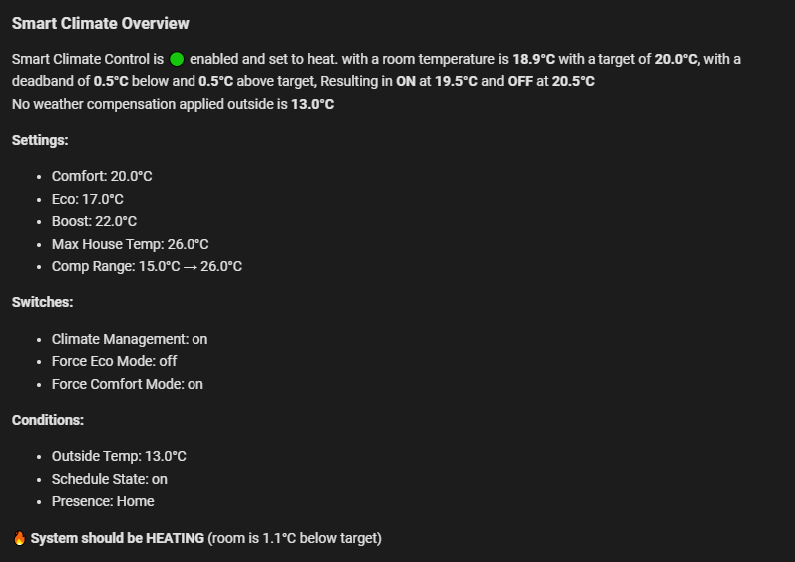 Smart Climate Overview
Smart Climate Control is 🟢 enabled and set to heat. with a room temperature is 18.9°C with a target of 20.0°C, with a
deadband of 0.5°C below and 0.5°C above target, Resulting in ON at 19.5°C and OFF at 20.5°C
No weather compensation applied outside is 13.0°C
Settings:
• Comfort: 20.0°C
• Eco: 17.0°C
• Boost: 22.0°C
• Max House Temp: 26.0°C
• Comp Range: 15.0°C → 26.0°C
Switches:
• Climate Management: on
• Force Eco Mode: off
• Force Comfort Mode: on
Conditions:
• Outside Temp: 13.0°C
• Schedule State: on
• Presence: Home
🔥 System should be HEATING (room is 1.1°C below target)